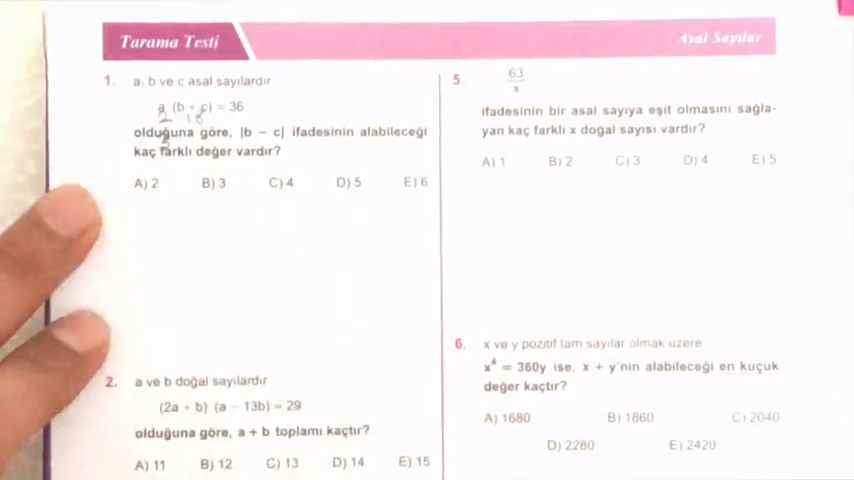 Tarama Testi
Asal Sayılar
1. a, b ve c asal sayılardır
a (b + c) = 36
2 18
olduğuna göre, |b – c| ifadesinin alabileceği
3
kaç farklı değer vardır?
A) 2 B) 3 C) 4 D) 5 E) 6
2. a ve b doğal sayılardır
(2a + b) (a – 13b) = 29
olduğuna göre, a + b toplamı kaçtır?
A) 11 B) 12 C) 13 D) 14 E) 15
5. 63
x
ifadesinin bir asal sayıya eşit olmasını sağla-
yan kaç farklı x doğal sayısı vardır?
A) 1 B) 2 C) 3 D) 4 E) 5
6. x ve y pozitif tam sayılar olmak üzere
x⁴ = 360y ise, x + y'nin alabileceği en küçük
değer kaçtır?
A) 1680 B) 1860 C) 2040
D) 2280 E) 2420